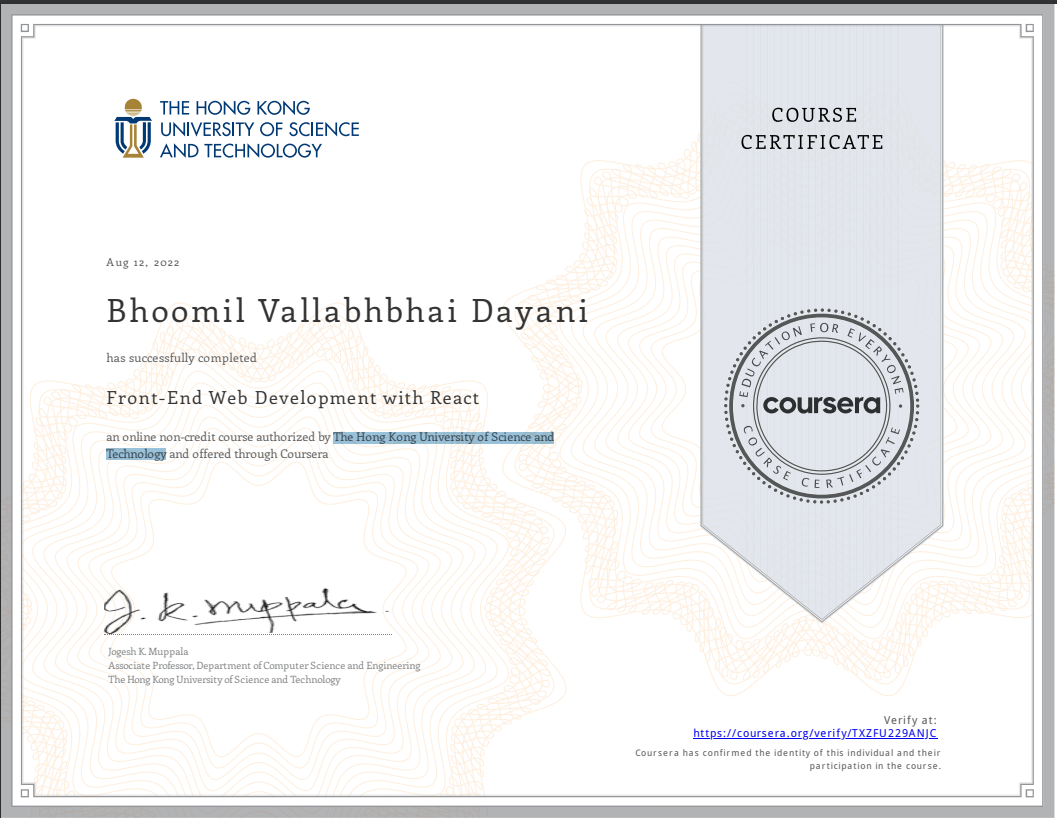 THE HONG KONG
UNIVERSITY OF SCIENCE
AND TECHNOLOGY
COURSE
CERTIFICATE
Aug 12, 2022
Bhoomil Vallabhbhai Dayani
has successfully completed
Front-End Web Development with React
an online non-credit course authorized by The Hong Kong University of Science and
Technology and offered through Coursera
EDUCATION FOR EVERYONE
coursera
COURSE CERTIFICATE
J. K. Muppala
Jogesh K. Muppala
Associate Professor, Department of Computer Science and Engineering
The Hong Kong University of Science and Technology
Verify at:
https://coursera.org/verify/TXZFU229ANJC
Coursera has confirmed the identity of this individual and their
participation in the course.